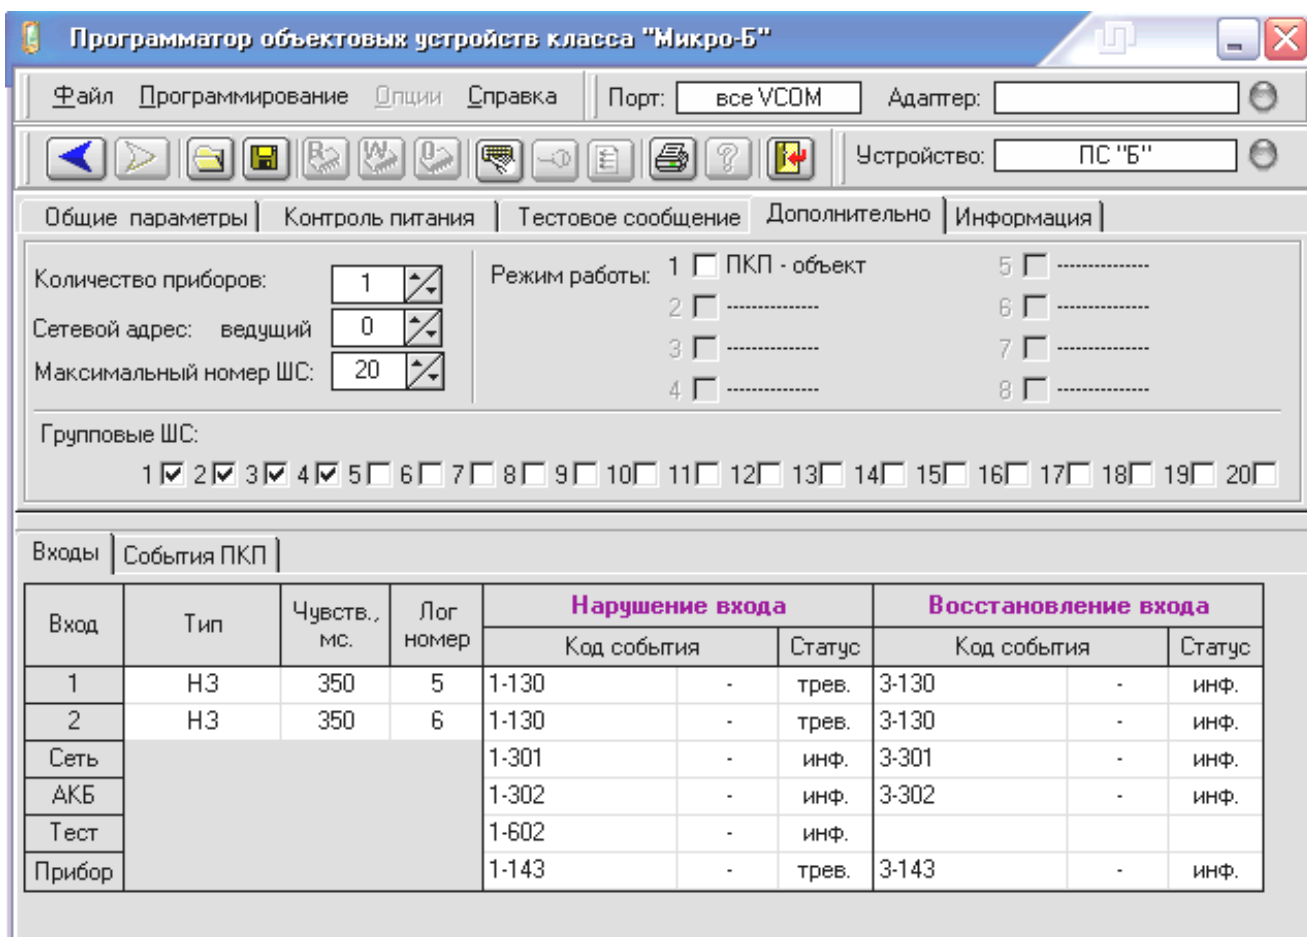 Программатор объектовых устройств класса "Микро-Б"
Файл Программирование Опции Справка Порт: все VCOM Адаптер:
R W O ? Устройство: ПС "Б"
Общие параметры Контроль питания Тестовое сообщение Дополнительно Информация
Количество приборов: 1
Сетевой адрес: ведущий 0
Максимальный номер ШС: 20
Режим работы: 1 ПКП - объект 5 ---------------
2 --------------- 6 ---------------
3 --------------- 7 ---------------
4 --------------- 8 ---------------
Групповые ШС:
1 2 3 4 5 6 7 8 9 10 11 12 13 14 15 16 17 18 19 20
Входы События ПКП
Вход Тип Чувств., мс. Лог номер Нарушение входа Восстановление входа
Код события Статус Код события Статус
1 НЗ 350 5 1-130 - трев. 3-130 - инф.
2 НЗ 350 6 1-130 - трев. 3-130 - инф.
Сеть 1-301 - инф. 3-301 - инф.
АКБ 1-302 - инф. 3-302 - инф.
Тест 1-602 - инф.
Прибор 1-143 - трев. 3-143 - инф.